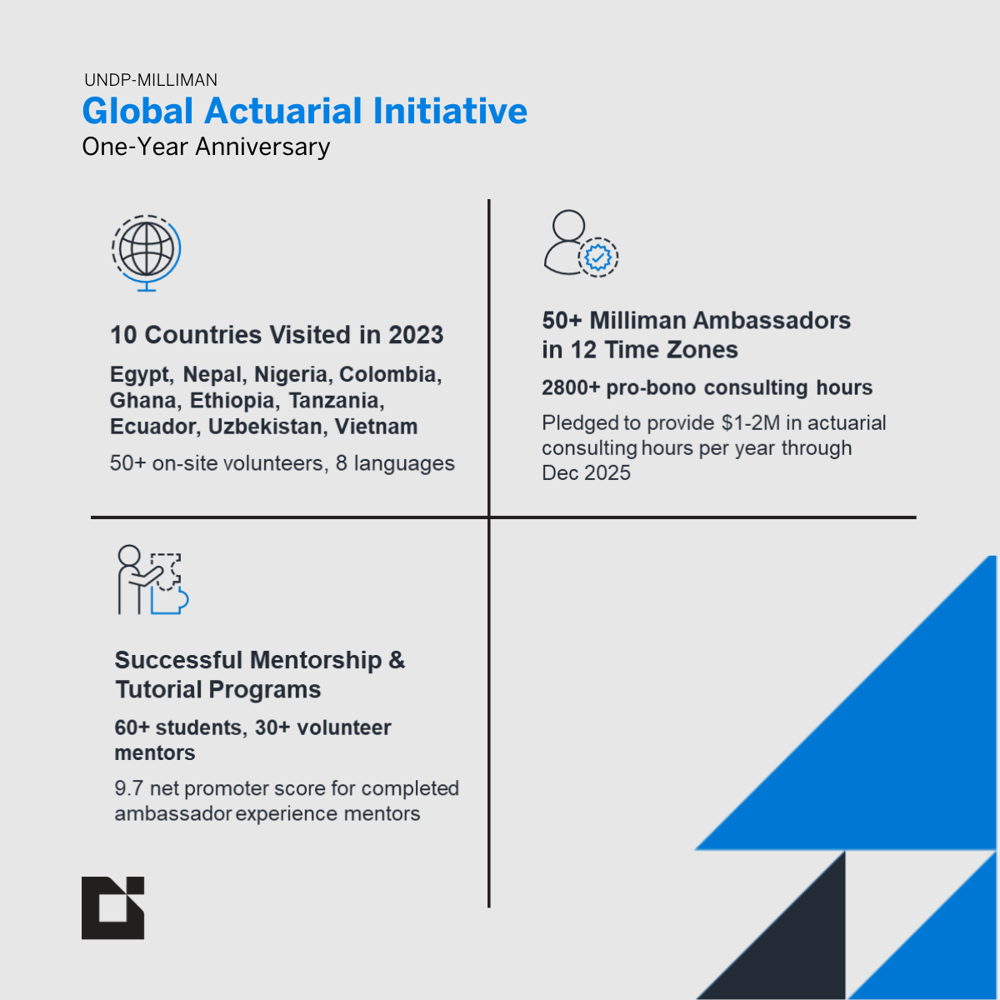 UNDP-MILLIMAN
Global Actuarial Initiative
One-Year Anniversary
10 Countries Visited in 2023
Egypt, Nepal, Nigeria, Colombia,
Ghana, Ethiopia, Tanzania,
Ecuador, Uzbekistan, Vietnam
50+ on-site volunteers, 8 languages
50+ Milliman Ambassadors
in 12 Time Zones
2800+ pro-bono consulting hours
Pledged to provide $1-2M in actuarial
consulting hours per year through
Dec 2025
Successful Mentorship &
Tutorial Programs
60+ students, 30+ volunteer
mentors
9.7 net promoter score for completed
ambassador experience mentors